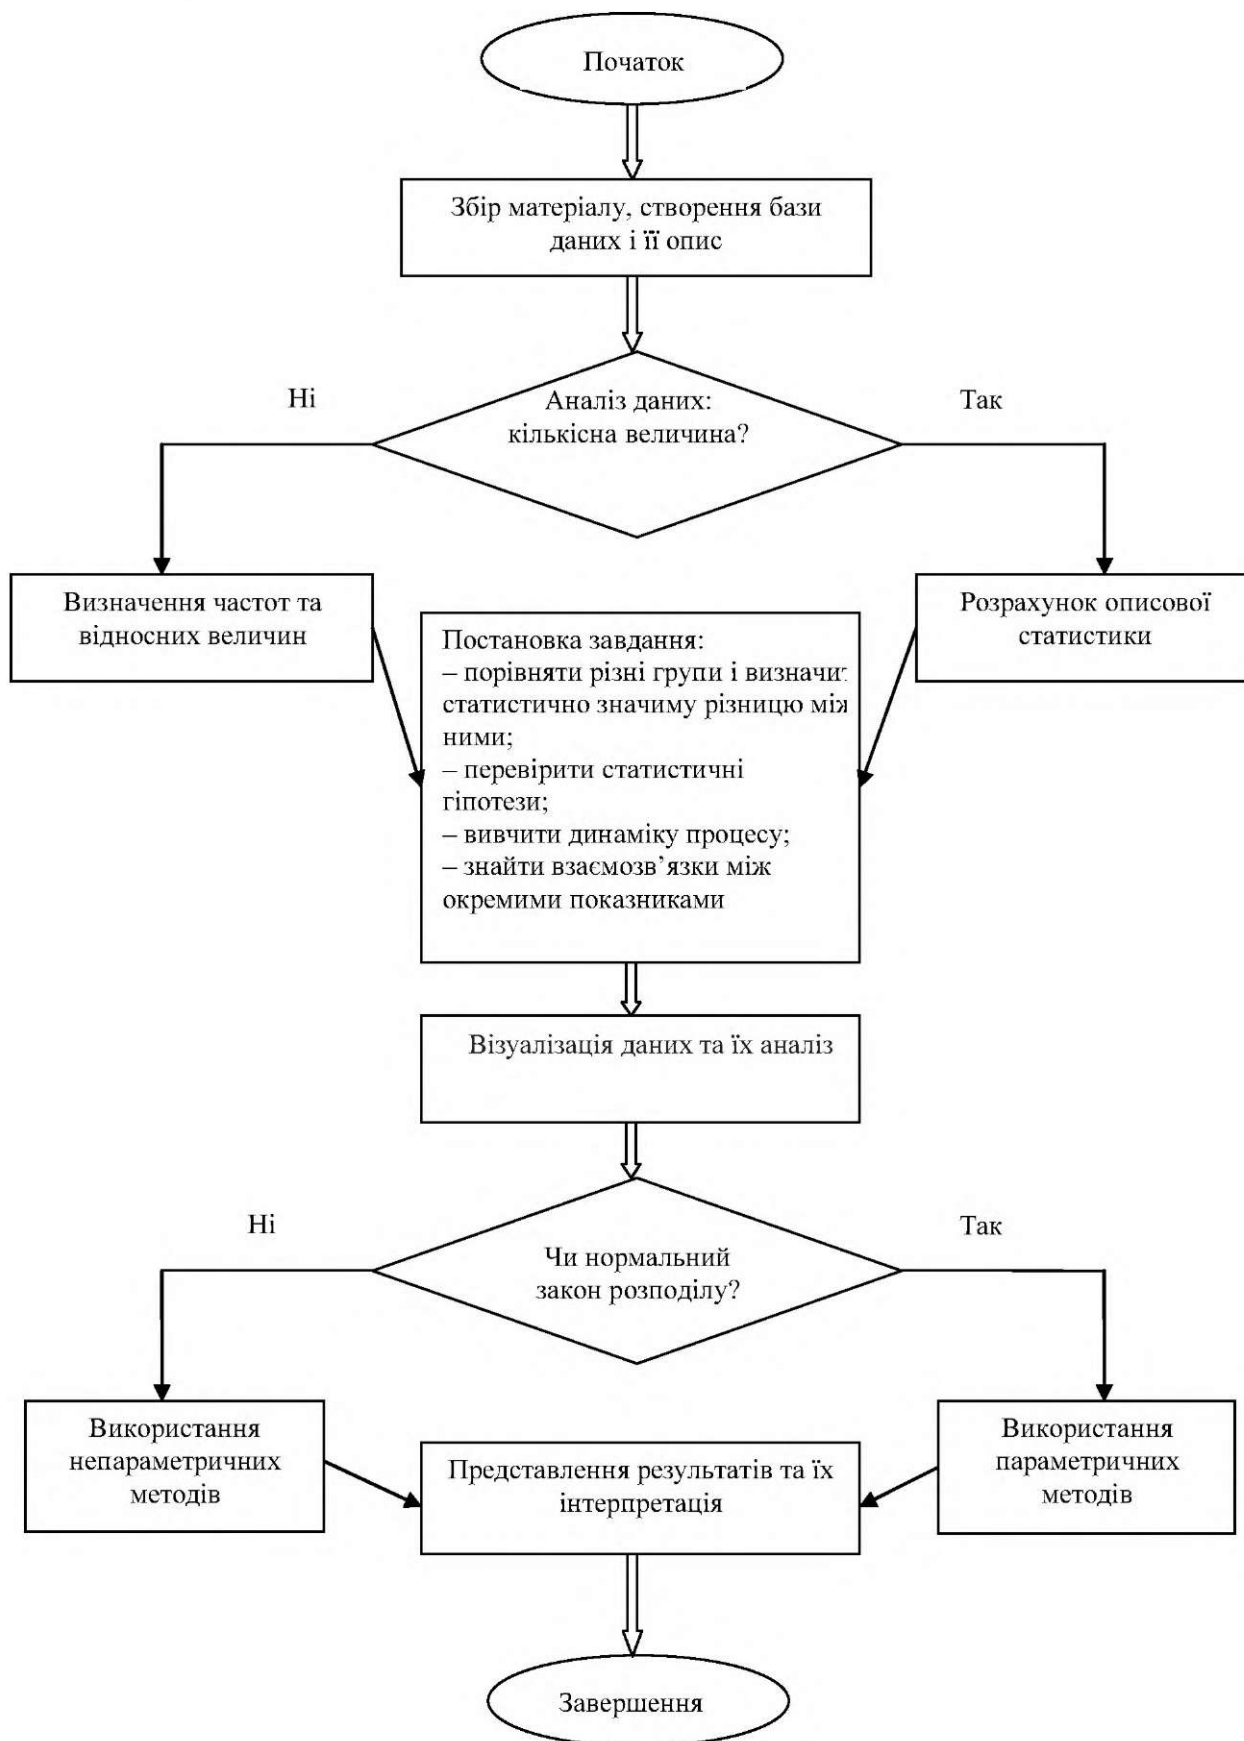 Початок
Збір матеріалу, створення бази
даних і її опис
Ні
Аналіз даних:
кількісна величина?
Так
Визначення частот та
відносних величин
Розрахунок описової
статистики
Постановка завдання:
– порівняти різні групи і визначит
статистично значиму різницю між
ними;
– перевірити статистичні
гіпотези;
– вивчити динаміку процесу;
– знайти взаємозв’язки між
окремими показниками
Візуалізація даних та їх аналіз
Ні
Чи нормальний
закон розподілу?
Так
Використання
непараметричних
методів
Представлення результатів та їх
інтерпретація
Використання
параметричних
методів
Завершення